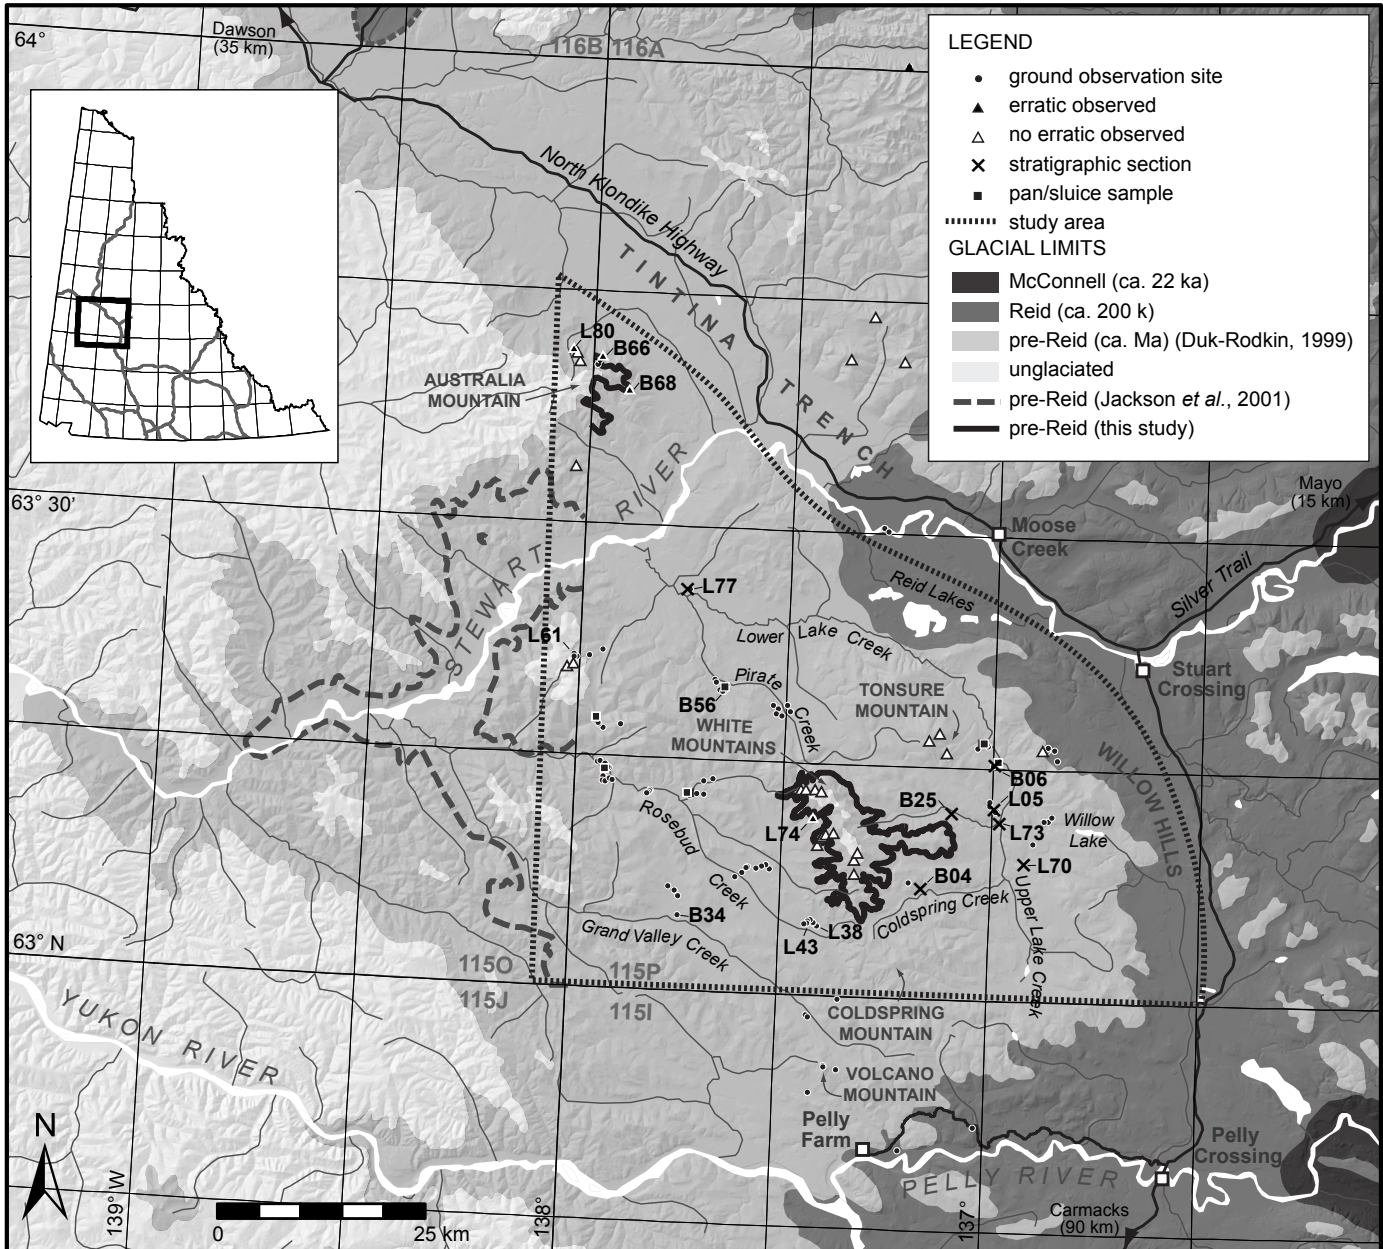 64°
Dawson
(35 km)
116B 116A
LEGEND
ground observation site
erratic observed
no erratic observed
stratigraphic section
pan/sluice sample
study area
GLACIAL LIMITS
McConnell (ca. 22 ka)
Reid (ca. 200 k)
pre-Reid (ca. Ma) (Duk-Rodkin, 1999)
unglaciated
pre-Reid (Jackson et al., 2001)
pre-Reid (this study)
North Klondike Highway
TINTINA
TRENCH
L80
B66
B68
AUSTRALIA
MOUNTAIN
STEWART RIVER
63° 30'
Mayo
(15 km)
Moose
Creek
Silver Trail
Reid Lakes
L77
Lower Lake Creek
L61
Stuart
Crossing
Pirate
Creek
B56
TONSURE
MOUNTAIN
WHITE
MOUNTAINS
WILLOW HILLS
B06
L05
B25
L73
Willow
Lake
L74
Rosebud
Creek
L70
B04
B34
Coldspring Creek
Upper Lake Creek
L38
L43
Grand Valley Creek
63° N
115O
115P
115J
115I
COLDSPRING
MOUNTAIN
YUKON RIVER
VOLCANO
MOUNTAIN
Pelly
Farm
Pelly
Crossing
PELLY RIVER
N
139° W
138°
137°
0
25 km
Carmacks
(90 km)